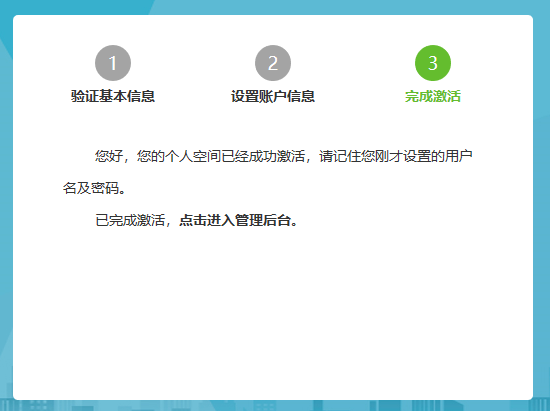 1
2
3
验证基本信息
设置账户信息
完成激活
您好，您的个人空间已经成功激活，请记住您刚才设置的用户
名及密码。
已完成激活，点击进入管理后台。